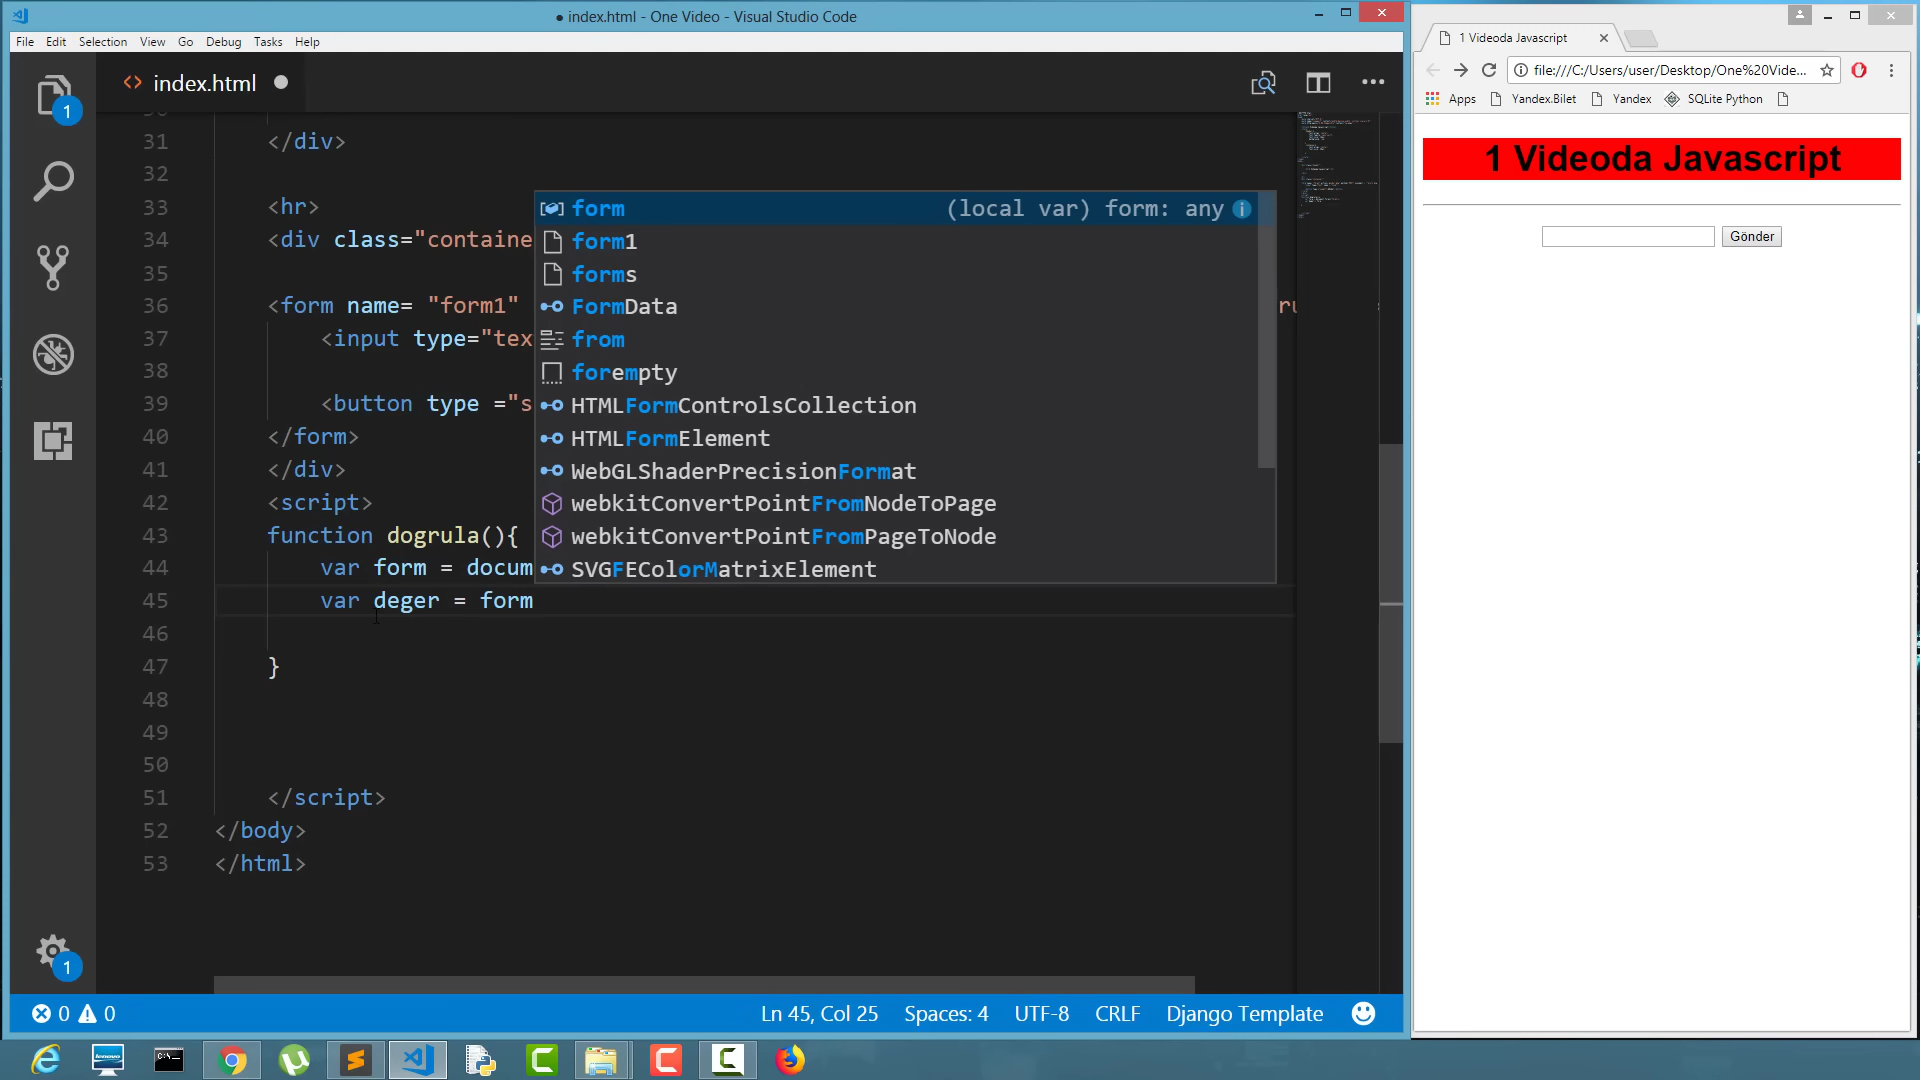 ● index.html - One Video - Visual Studio Code
File Edit Selection View Go Debug Tasks Help
<> index.html ●
1
31 </div>
32
33 <hr>
34 <div class="containe
35
36 <form name= "form1"
37 <input type="tex
38
39 <button type ="s
40 </form>
41 </div>
42 <script>
43 function dogrula(){
44 var form = docum
45 var deger = form
46
47 }
48
49
50
51 </script>
52 </body>
53 </html>
form (local var) form: any
form1
forms
FormData
from
forempty
HTMLFormControlsCollection
HTMLFormElement
WebGLShaderPrecisionFormat
webkitConvertPointFromNodeToPage
webkitConvertPointFromPageToNode
SVGFEColorMatrixElement
1
0 0 Ln 45, Col 25 Spaces: 4 UTF-8 CRLF Django Template
1 Videoda Javascript
file:///C:/Users/user/Desktop/One%20Vide...
Apps Yandex.Bilet Yandex SQLite Python
1 Videoda Javascript
Gönder